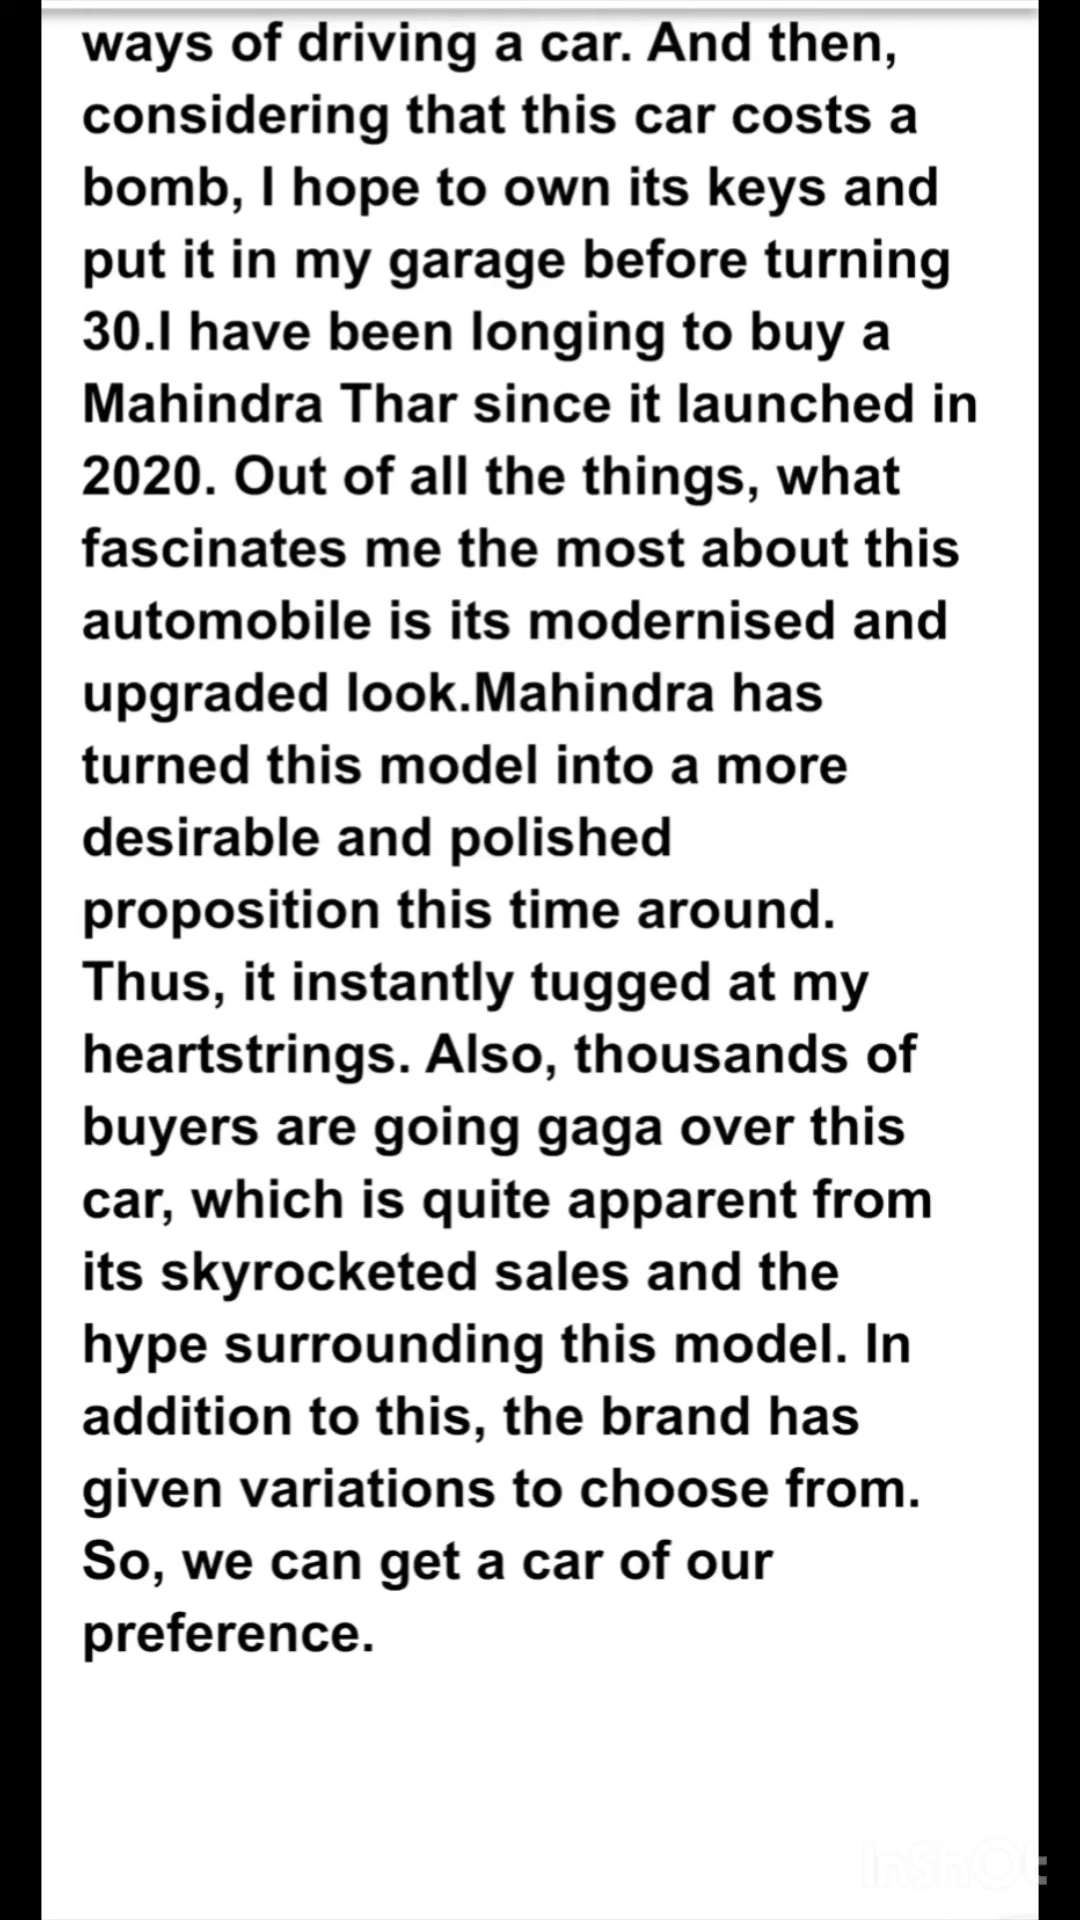 ways of driving a car. And then,
considering that this car costs a
bomb, I hope to own its keys and
put it in my garage before turning
30.I have been longing to buy a
Mahindra Thar since it launched in
2020. Out of all the things, what
fascinates me the most about this
automobile is its modernised and
upgraded look.Mahindra has
turned this model into a more
desirable and polished
proposition this time around.
Thus, it instantly tugged at my
heartstrings. Also, thousands of
buyers are going gaga over this
car, which is quite apparent from
its skyrocketed sales and the
hype surrounding this model. In
addition to this, the brand has
given variations to choose from.
So, we can get a car of our
preference.
InShOt